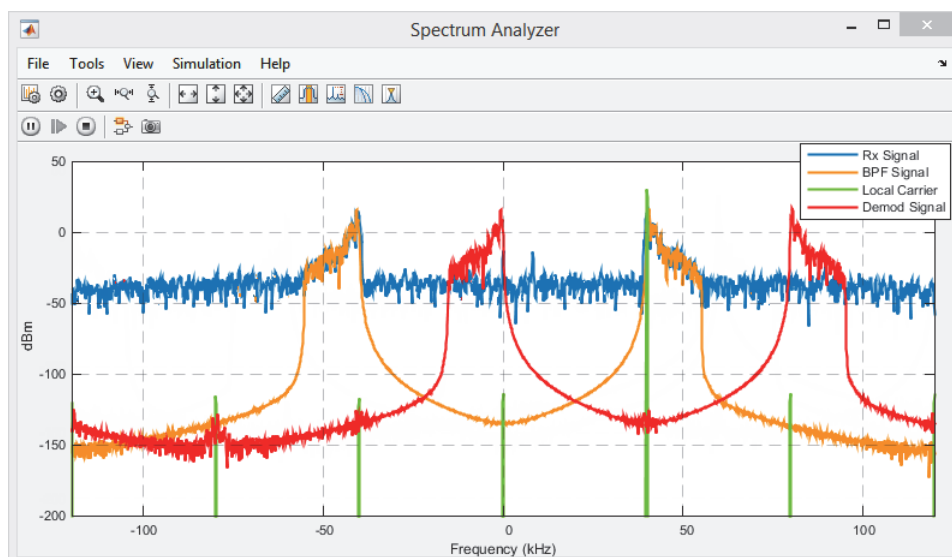 Spectrum Analyzer
File Tools View Simulation Help
Rx Signal
BPF Signal
Local Carrier
Demod Signal
50
0
-50
-100
-150
-200
dBm
-100 -50 0 50 100
Frequency (kHz)